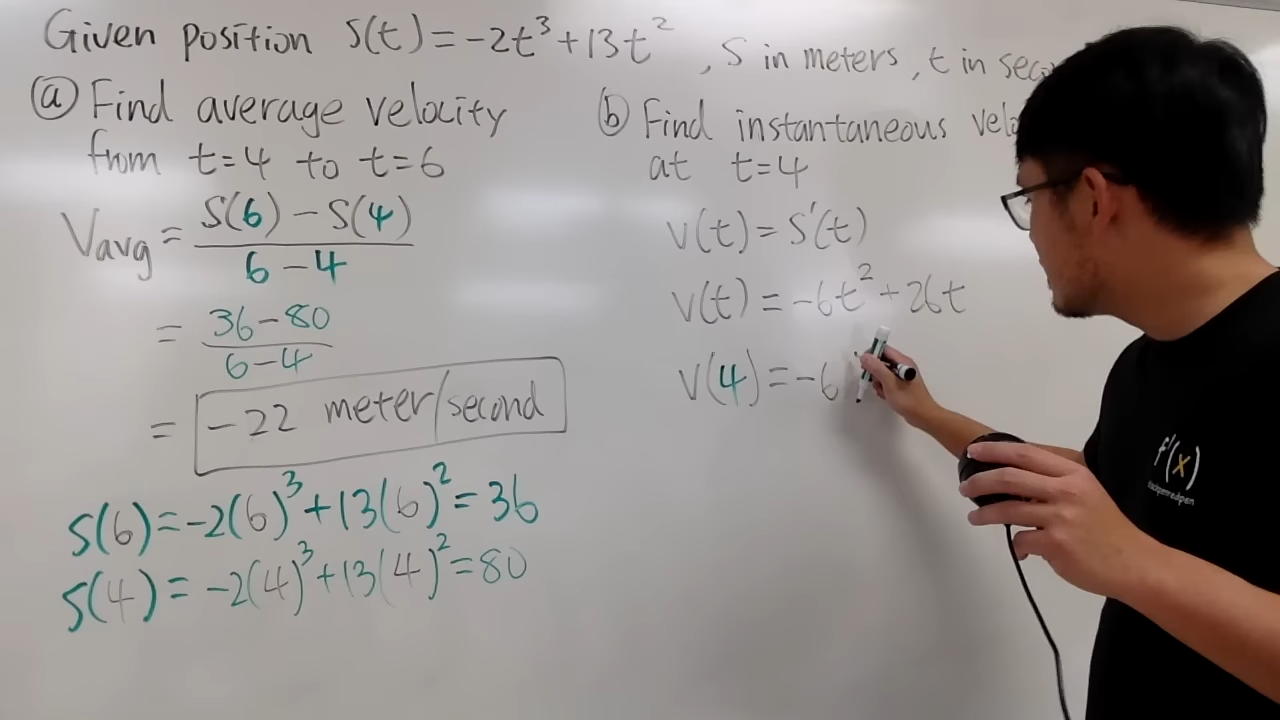 Given position S(t) = -2t³ + 13t², S in meters, t in
ⓐ Find average velocity
from t=4 to t=6
Vavg = S(6) - S(4) / 6 - 4
= 36 - 80 / 6 - 4
= -22 meter/second
S(6) = -2(6)³ + 13(6)² = 36
S(4) = -2(4)³ + 13(4)² = 80
ⓑ Find instantaneous
at t=4
v(t) = S'(t)
v(t) = -6t² + 26t
v(4) = -6
f'(x)
blackpenredpen